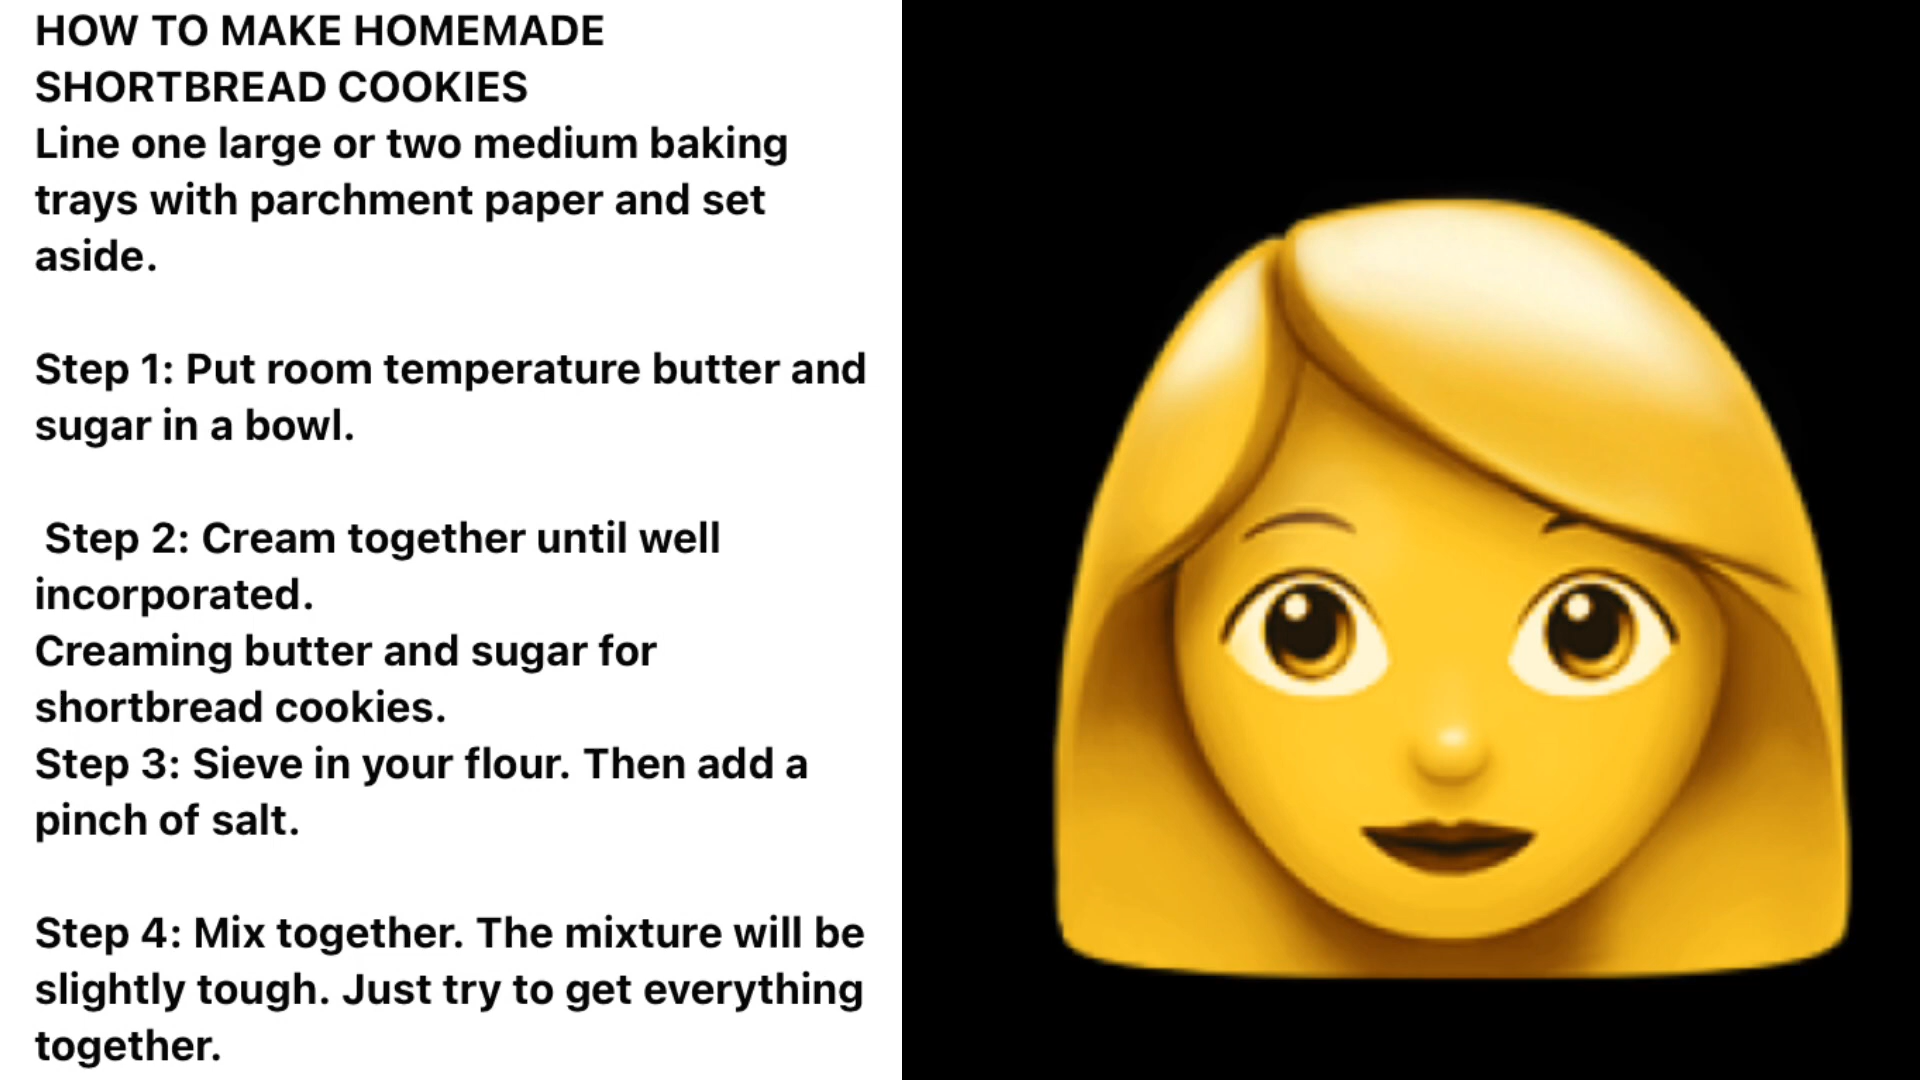 HOW TO MAKE HOMEMADE
SHORTBREAD COOKIES
Line one large or two medium baking
trays with parchment paper and set
aside.
Step 1: Put room temperature butter and
sugar in a bowl.
Step 2: Cream together until well
incorporated.
Creaming butter and sugar for
shortbread cookies.
Step 3: Sieve in your flour. Then add a
pinch of salt.
Step 4: Mix together. The mixture will be
slightly tough. Just try to get everything
together.